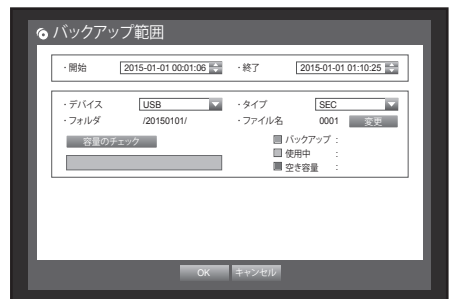 バックアップ範囲
· 開始 2015-01-01 00:01:06 · 終了 2015-01-01 01:10:25
· デバイス USB · タイプ SEC
· フォルダ /20150101/ · ファイル名 0001 変更
容量のチェック
バックアップ :
使用中 :
空き容量 :
OK キャンセル